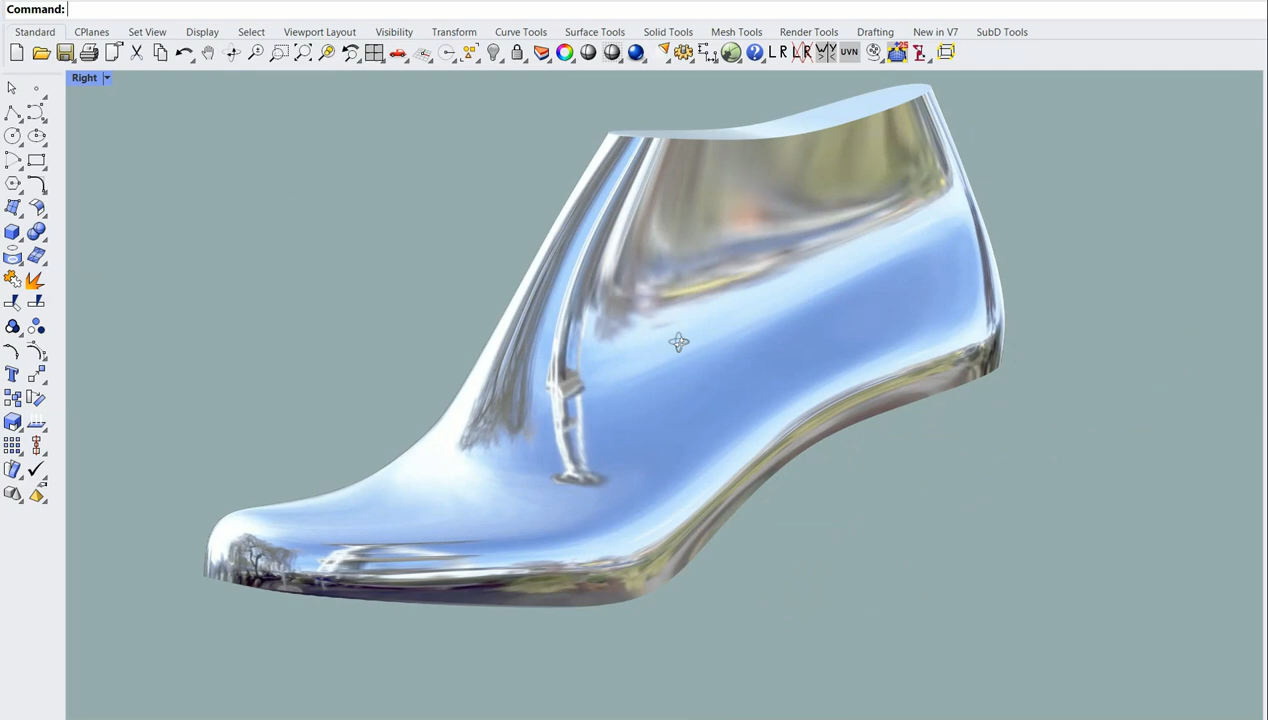 Command:
Standard CPlanes Set View Display Select Viewport Layout Visibility Transform Curve Tools Surface Tools Solid Tools Mesh Tools Render Tools Drafting New in V7 SubD Tools
L R UVN
Right